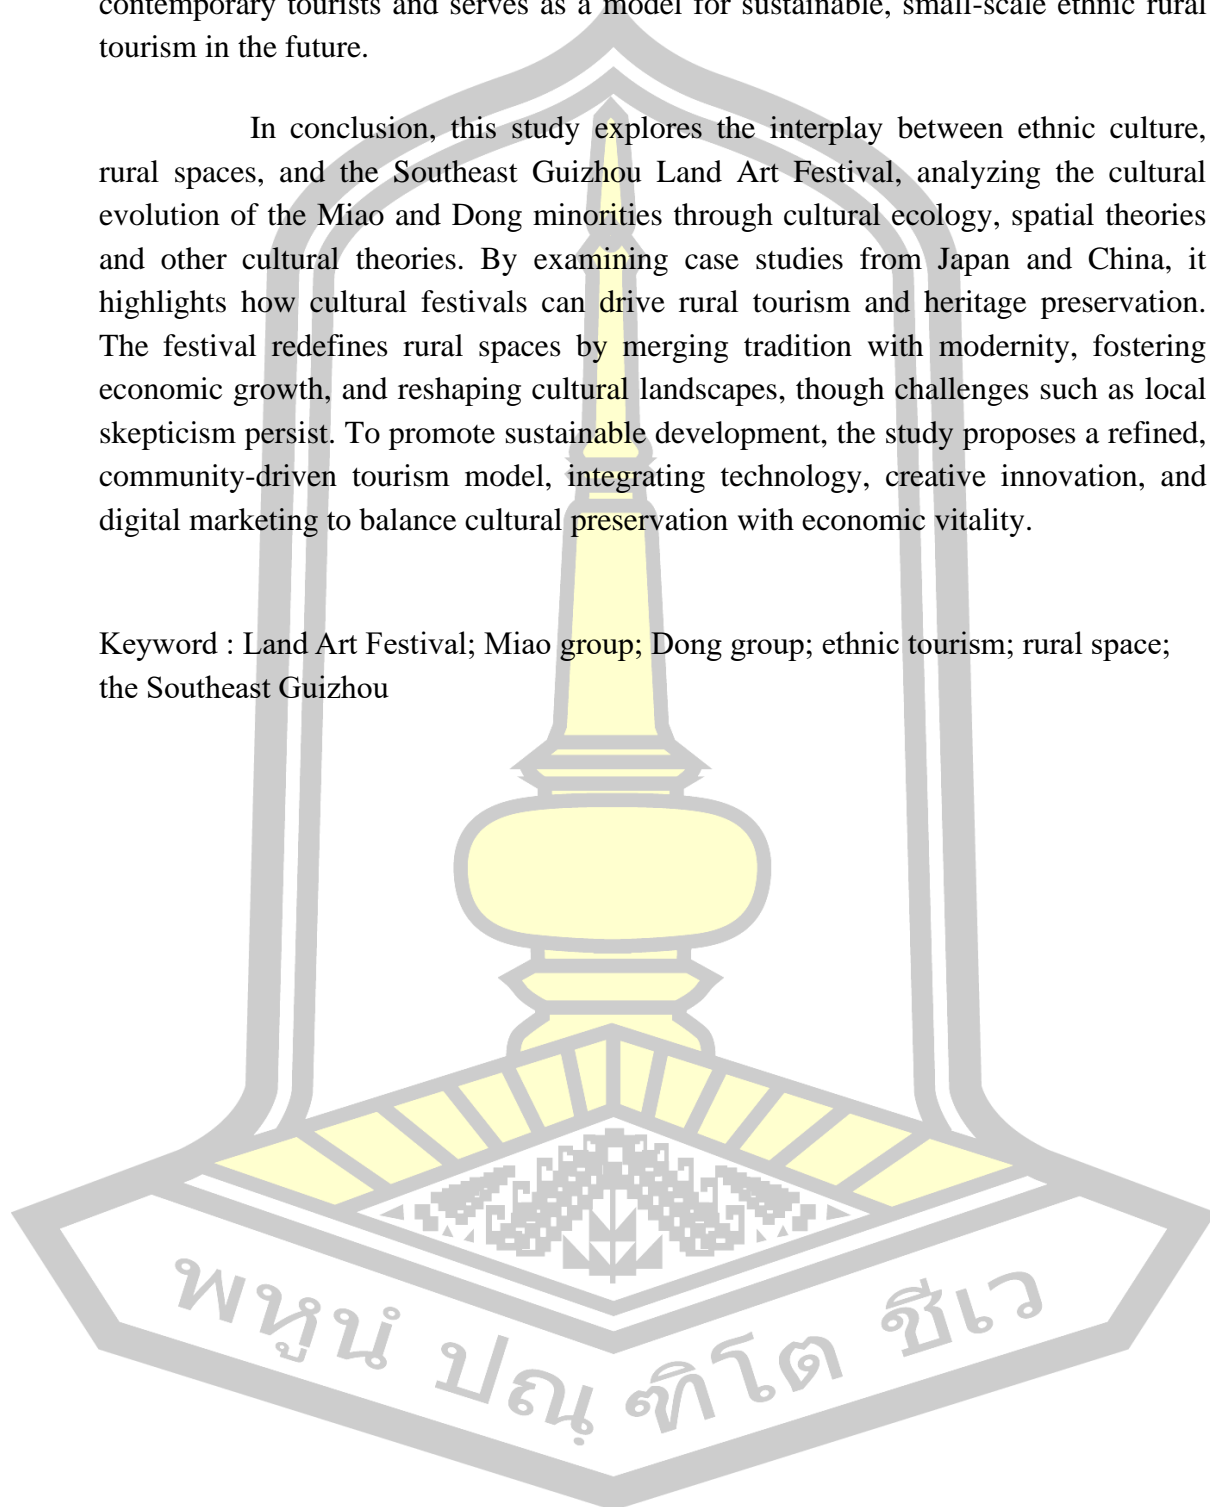 contemporary tourists and serves as a model for sustainable, small-scale ethnic rural
tourism in the future.
In conclusion, this study explores the interplay between ethnic culture,
rural spaces, and the Southeast Guizhou Land Art Festival, analyzing the cultural
evolution of the Miao and Dong minorities through cultural ecology, spatial theories
and other cultural theories. By examining case studies from Japan and China, it
highlights how cultural festivals can drive rural tourism and heritage preservation.
The festival redefines rural spaces by merging tradition with modernity, fostering
economic growth, and reshaping cultural landscapes, though challenges such as local
skepticism persist. To promote sustainable development, the study proposes a refined,
community-driven tourism model, integrating technology, creative innovation, and
digital marketing to balance cultural preservation with economic vitality.
Keyword : Land Art Festival; Miao group; Dong group; ethnic tourism; rural space;
the Southeast Guizhou
พหูนํ ปณฺฑิโต ชีเว